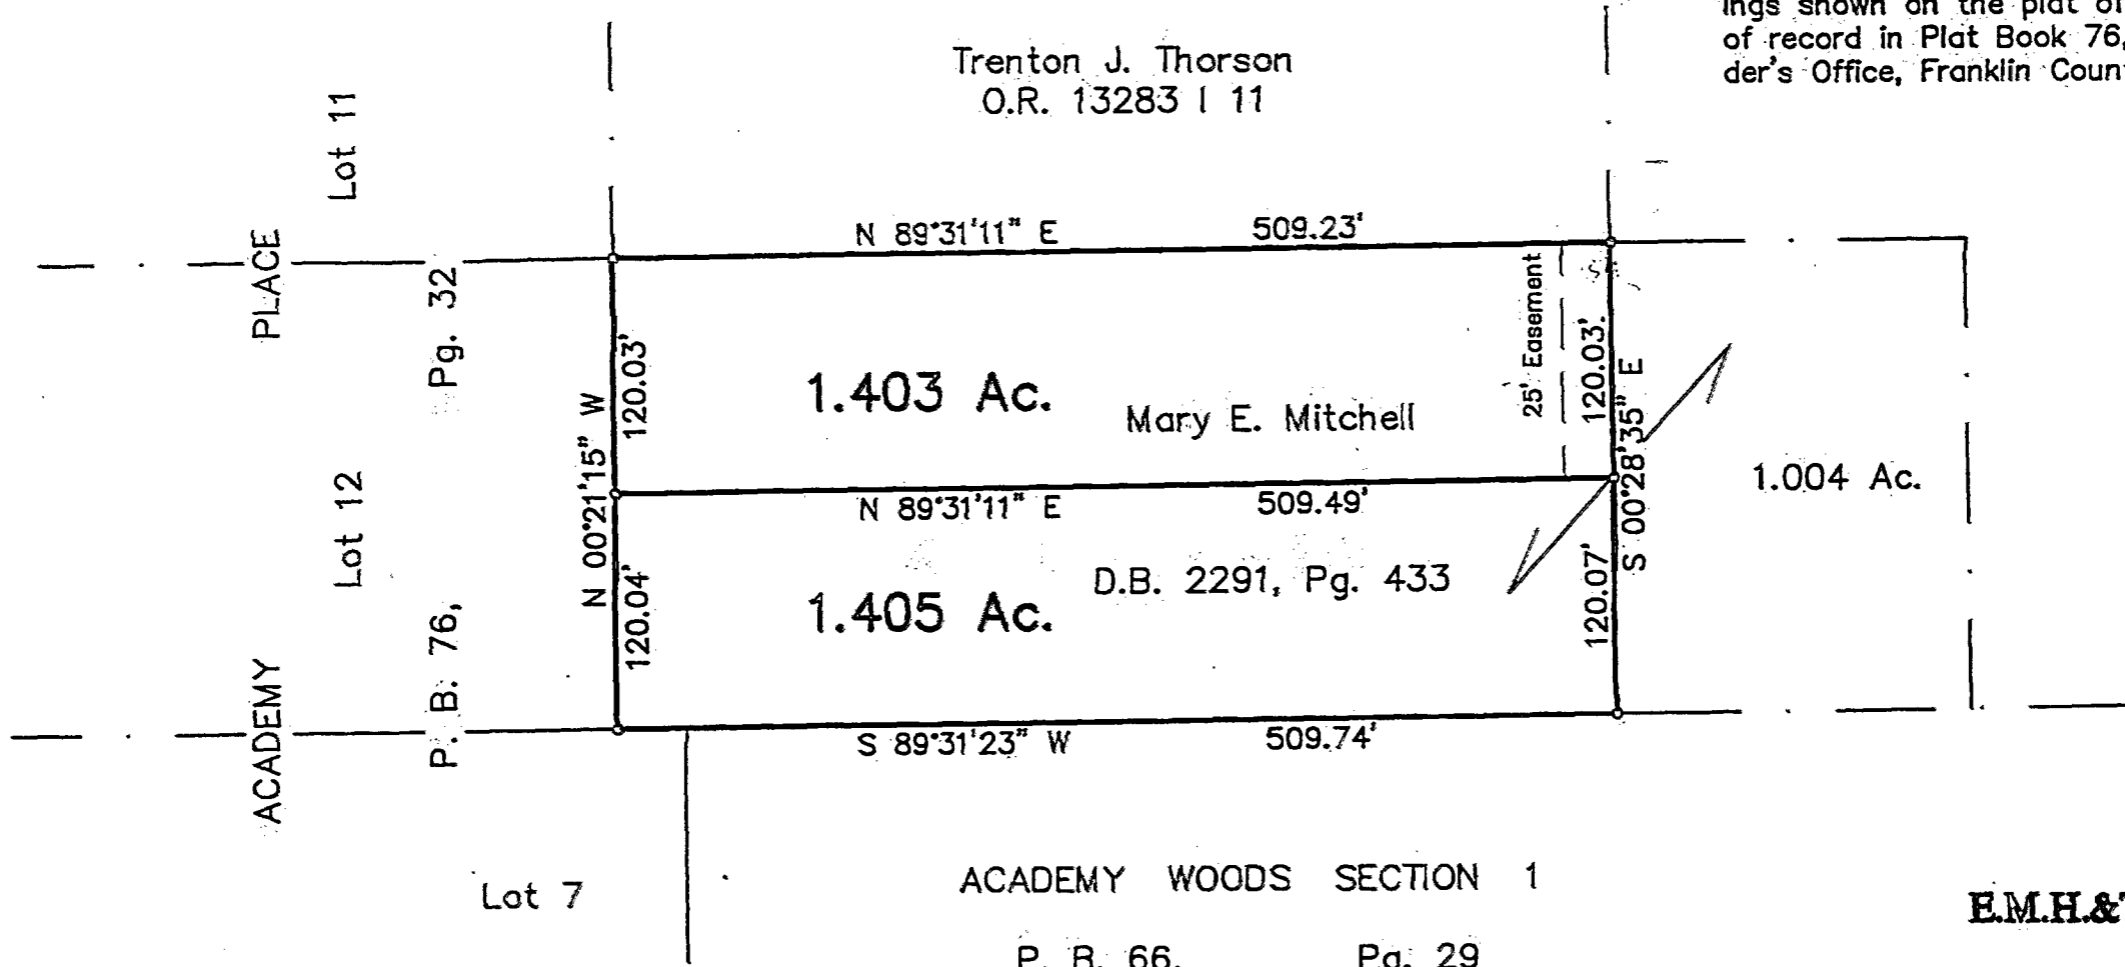 ings shown on the plat of
of record in Plat Book 76,
der's Office, Franklin Coun
Trenton J. Thorson
O.R. 13283 I 11
Lot 11
PLACE
Pg. 32
N 89°31'11" E 509.23'
25' Easement
120.03'
120.03'
1.403 Ac.
Mary E. Mitchell
N 00°21'15" W
S 00°28'35" E
1.004 Ac.
N 89°31'11" E 509.49'
Lot 12
D.B. 2291, Pg. 433
1.405 Ac.
120.04'
120.07'
P. B. 76,
ACADEMY
S 89°31'23" W 509.74'
Lot 7
ACADEMY WOODS SECTION 1
P. B. 66, Pg. 29
E.M.H.&T